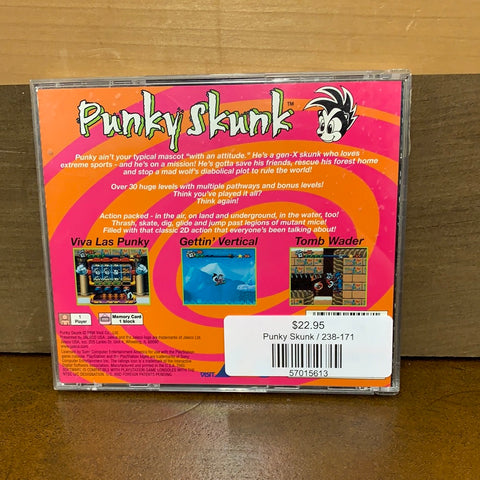 Punky Skunk™
Punky ain't your typical mascot "with an attitude." He's a gen-X skunk who loves
extreme sports - and he's on a mission! He's gotta save his friends, rescue his forest home
and stop a mad wolf's diabolical plot to rule the world!
Over 30 huge levels with multiple pathways and bonus levels!
Think you've played it all?
Think again!
Action packed - in the air, on land and underground, in the water, too!
Thrash, skate, dig, glide and jump past legions of mutant mice!
Filled with that classic 2D action that everyone's been talking about!
Viva Las Punky Gettin' Vertical Tomb Wader
1
Player
Memory Card
1 block
$22.95
Punky Skunk / 238-171
57015613
VISIT